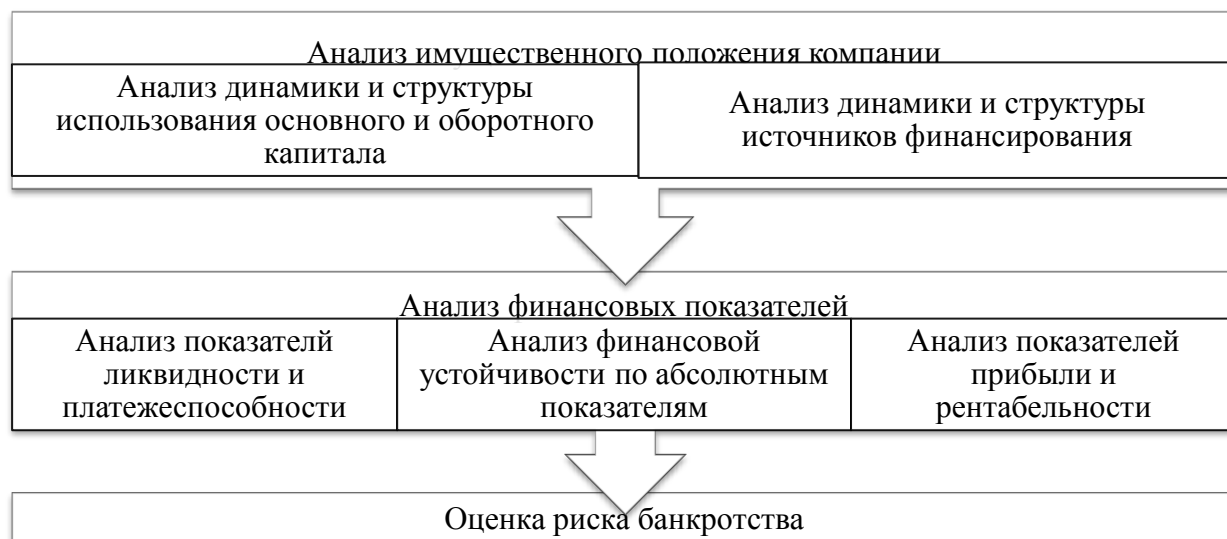 Анализ имущественного положения компании
Анализ динамики и структуры
использования основного и оборотного
капитала
Анализ динамики и структуры
источников финансирования
Анализ финансовых показателей
Анализ показателй
ликвидности и
платежеспособности
Анализ финансовой
устойчивости по абсолютным
показателям
Анализ показателей
прибыли и
рентабельности
Оценка риска банкротства